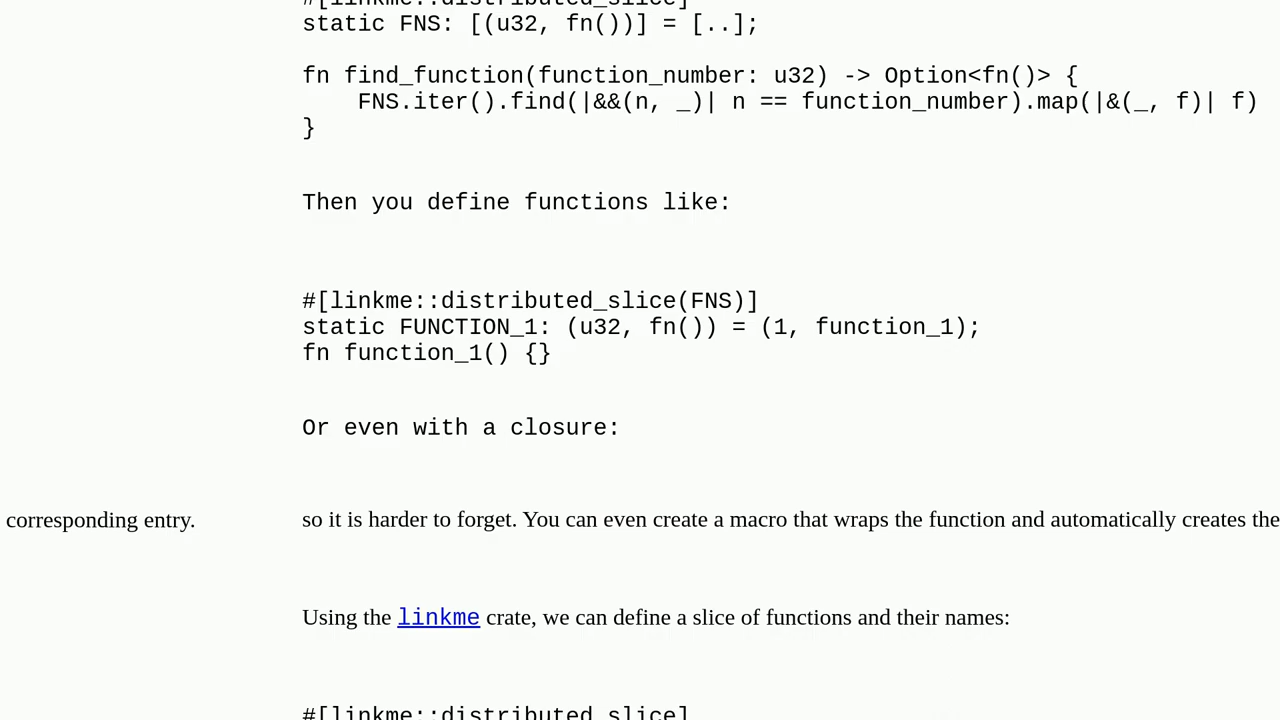 #[linkme::distributed_slice]
static FNS: [(u32, fn())] = [..];
fn find_function(function_number: u32) -> Option<fn()> {
    FNS.iter().find(|&&(n, _)| n == function_number).map(|&(_, f)| f)
}
Then you define functions like:
#[linkme::distributed_slice(FNS)]
static FUNCTION_1: (u32, fn()) = (1, function_1);
fn function_1() {}
Or even with a closure:
so it is harder to forget. You can even create a macro that wraps the function and automatically creates the
corresponding entry.
Using the linkme crate, we can define a slice of functions and their names:
#[linkme::distributed_slice]